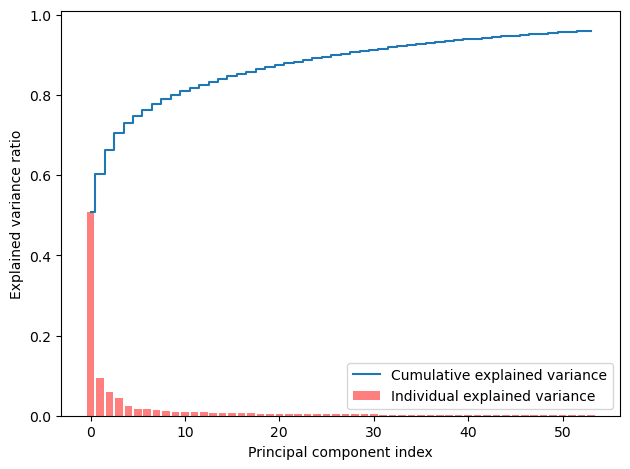 1.0
0.8
0.6
0.4
0.2
0.0
Explained variance ratio
Cumulative explained variance
Individual explained variance
0 10 20 30 40 50
Principal component index